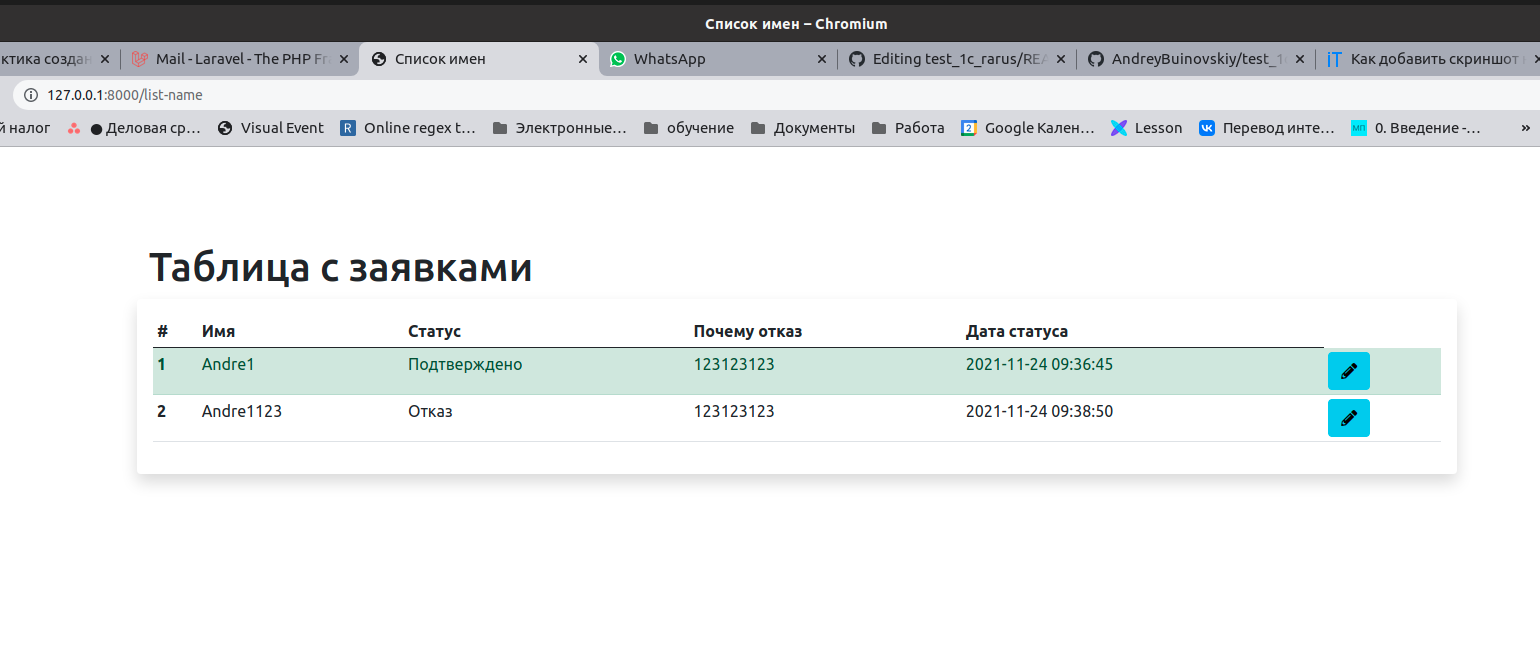 Список имен – Chromium
ктика создан Mail - Laravel - The PHP Fr Список имен WhatsApp Editing test_1c_rarus/REA AndreyBuinovskiy/test_1c Как добавить скриншот
127.0.0.1:8000/list-name
й налог Деловая ср... Visual Event R Online regex t... Электронные... обучение Документы Работа 2 Google Кален... Lesson Перевод инте... МП 0. Введение -... »
Таблица с заявками
# Имя Статус Почему отказ Дата статуса
1 Andre1 Подтверждено 123123123 2021-11-24 09:36:45
2 Andre1123 Отказ 123123123 2021-11-24 09:38:50